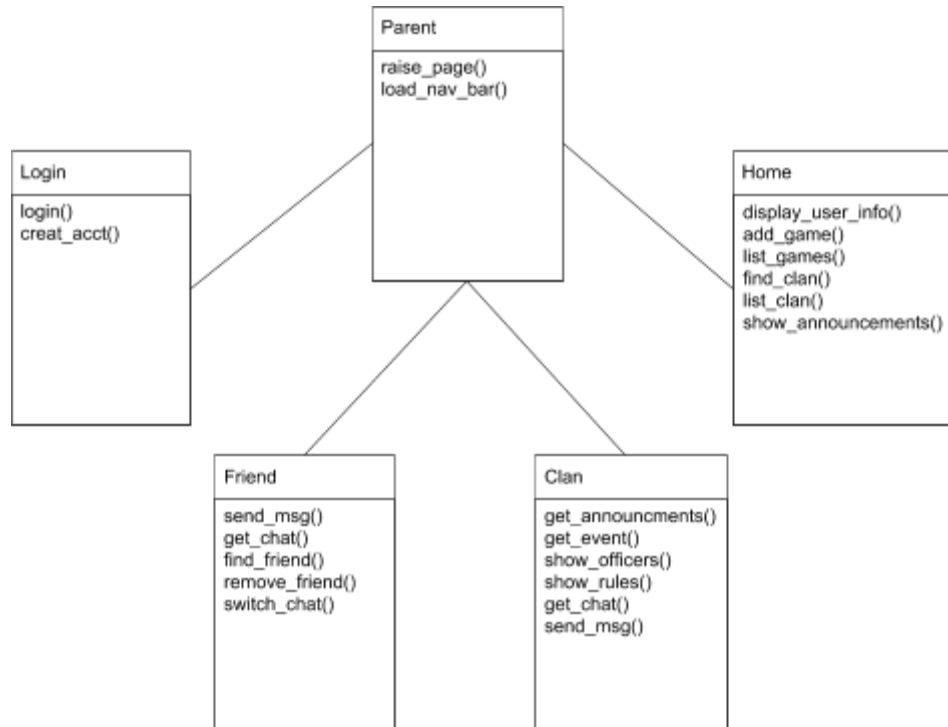 Parent
raise_page()
load_nav_bar()
Login
login()
creat_acct()
Home
display_user_info()
add_game()
list_games()
find_clan()
list_clan()
show_announcements()
Friend
send_msg()
get_chat()
find_friend()
remove_friend()
switch_chat()
Clan
get_announcments()
get_event()
show_officers()
show_rules()
get_chat()
send_msg()